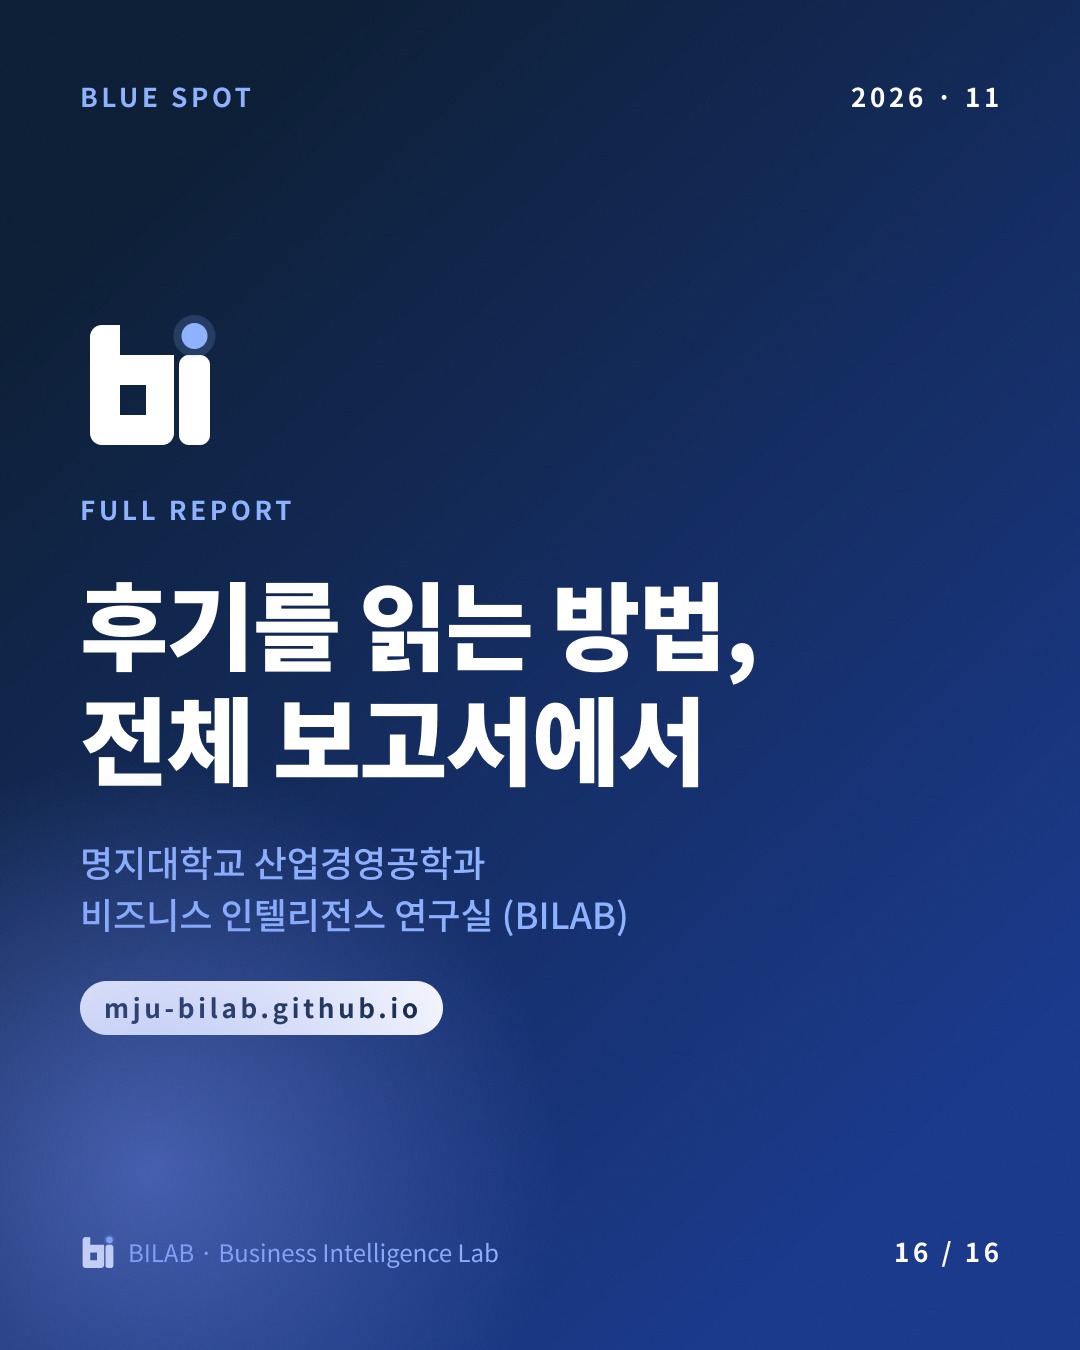 BLUE SPOT
2026 · 11
bi
FULL REPORT
후기를 읽는 방법,
전체 보고서에서
명지대학교 산업경영공학과
비즈니스 인텔리전스 연구실 (BILAB)
mju-bilab.github.io
bi BILAB · Business Intelligence Lab
16 / 16